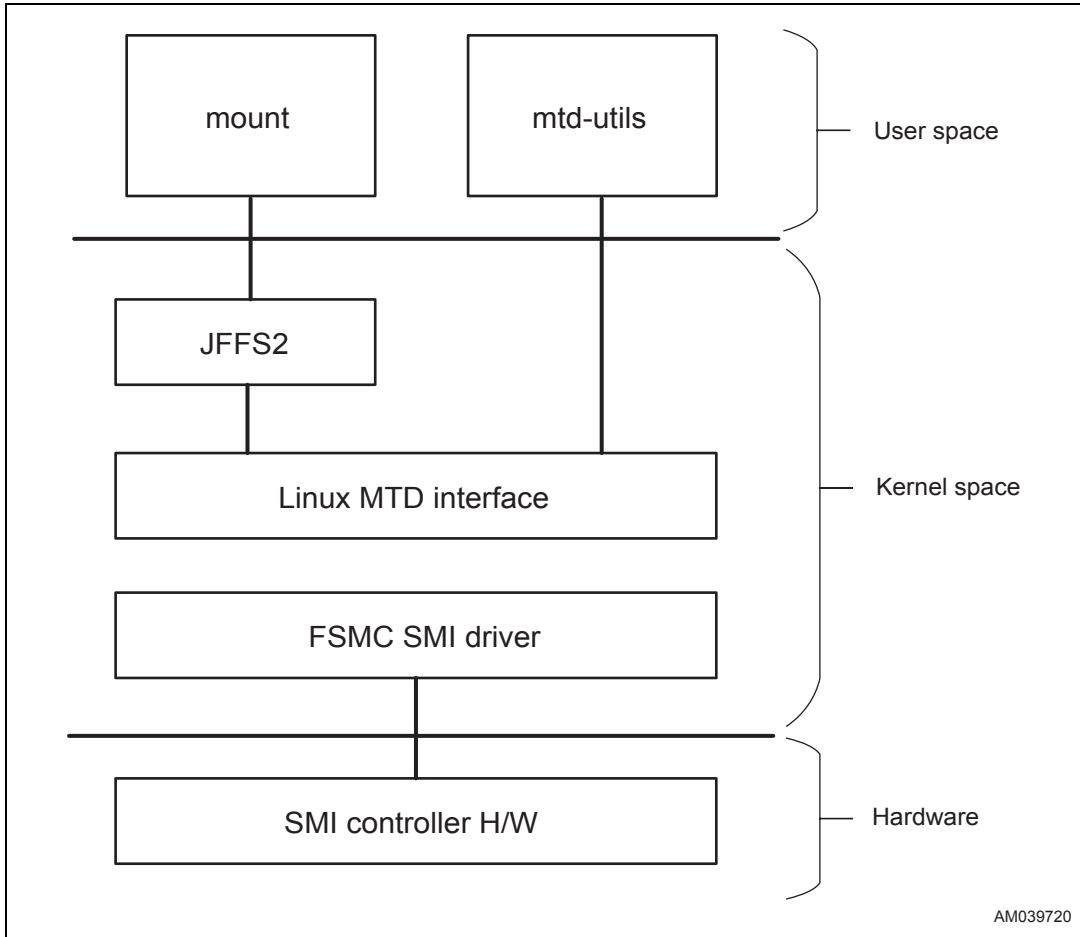 mount
mtd-utils
User space
JFFS2
Linux MTD interface
Kernel space
FSMC SMI driver
SMI controller H/W
Hardware
AM039720